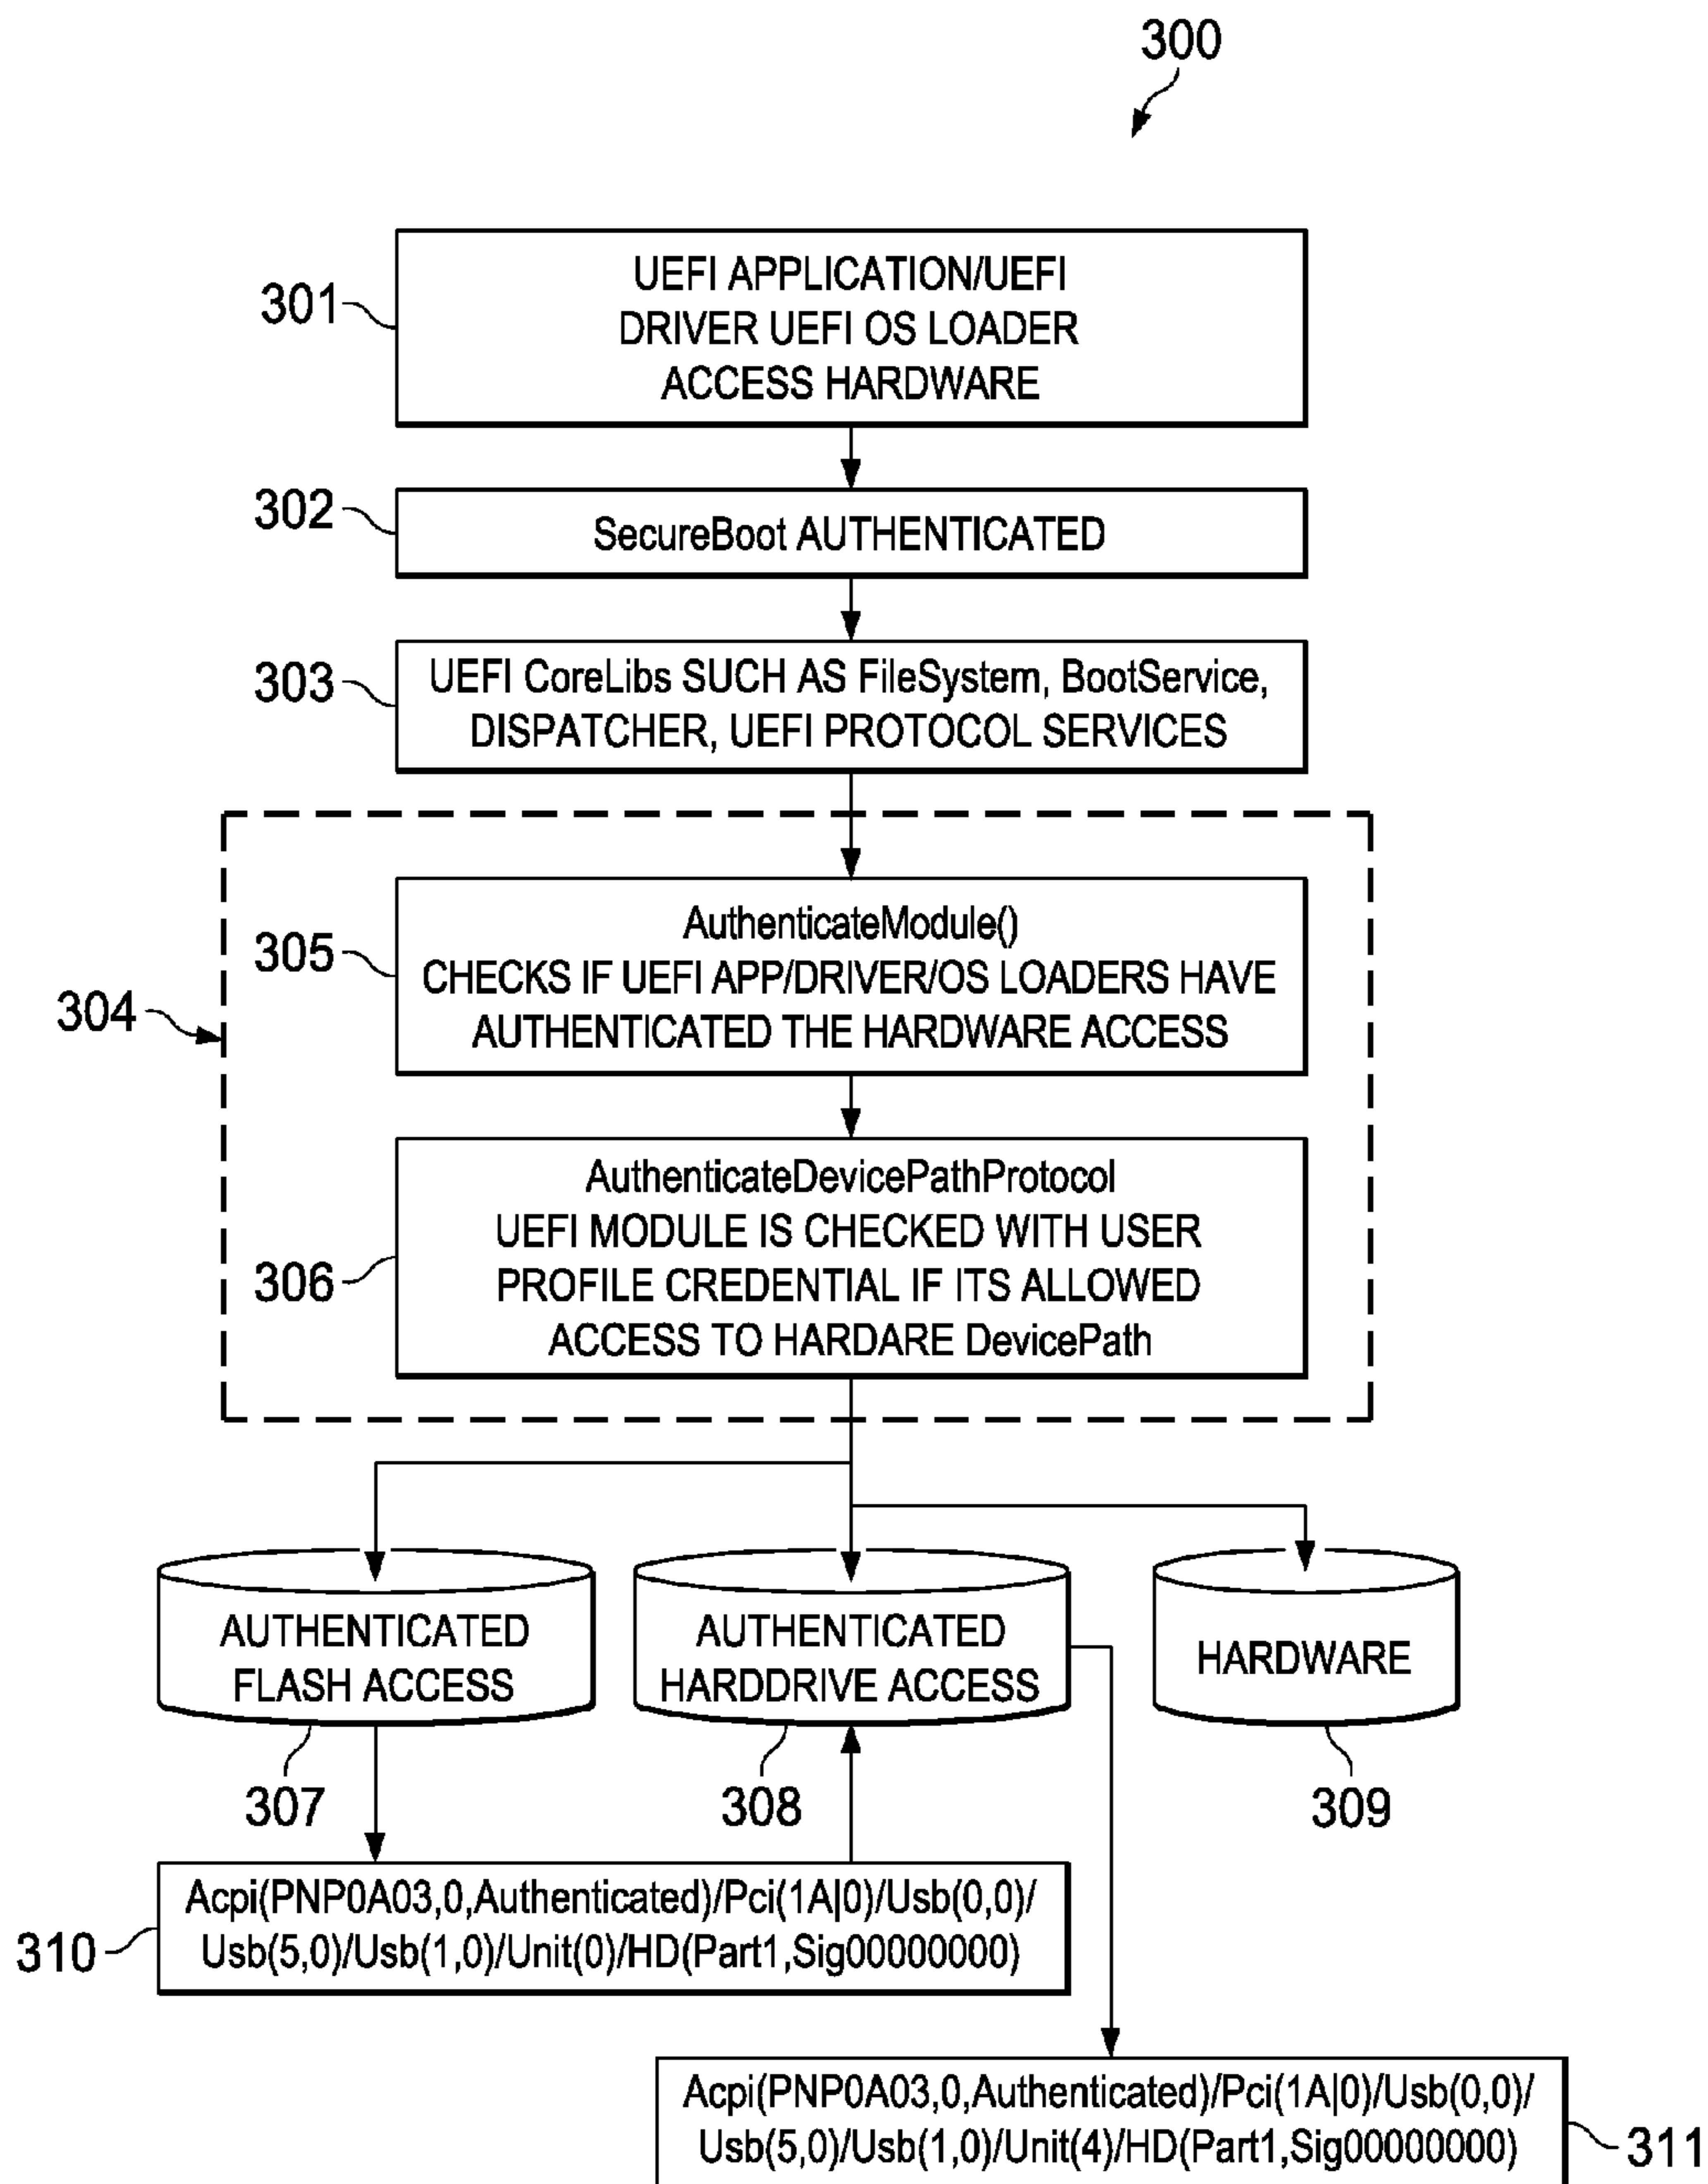 300
301
UEFI APPLICATION/UEFI
DRIVER UEFI OS LOADER
ACCESS HARDWARE
302
SecureBoot AUTHENTICATED
303
UEFI CoreLibs SUCH AS FileSystem, BootService,
DISPATCHER, UEFI PROTOCOL SERVICES
304
305
AuthenticateModule()
CHECKS IF UEFI APP/DRIVER/OS LOADERS HAVE
AUTHENTICATED THE HARDWARE ACCESS
306
AuthenticateDevicePathProtocol
UEFI MODULE IS CHECKED WITH USER
PROFILE CREDENTIAL IF ITS ALLOWED
ACCESS TO HARDARE DevicePath
AUTHENTICATED
FLASH ACCESS
307
AUTHENTICATED
HARDDRIVE ACCESS
308
HARDWARE
309
310
Acpi(PNP0A03,0,Authenticated)/Pci(1A|0)/Usb(0,0)/
Usb(5,0)/Usb(1,0)/Unit(0)/HD(Part1,Sig00000000)
Acpi(PNP0A03,0,Authenticated)/Pci(1A|0)/Usb(0,0)/
Usb(5,0)/Usb(1,0)/Unit(4)/HD(Part1,Sig00000000)
311